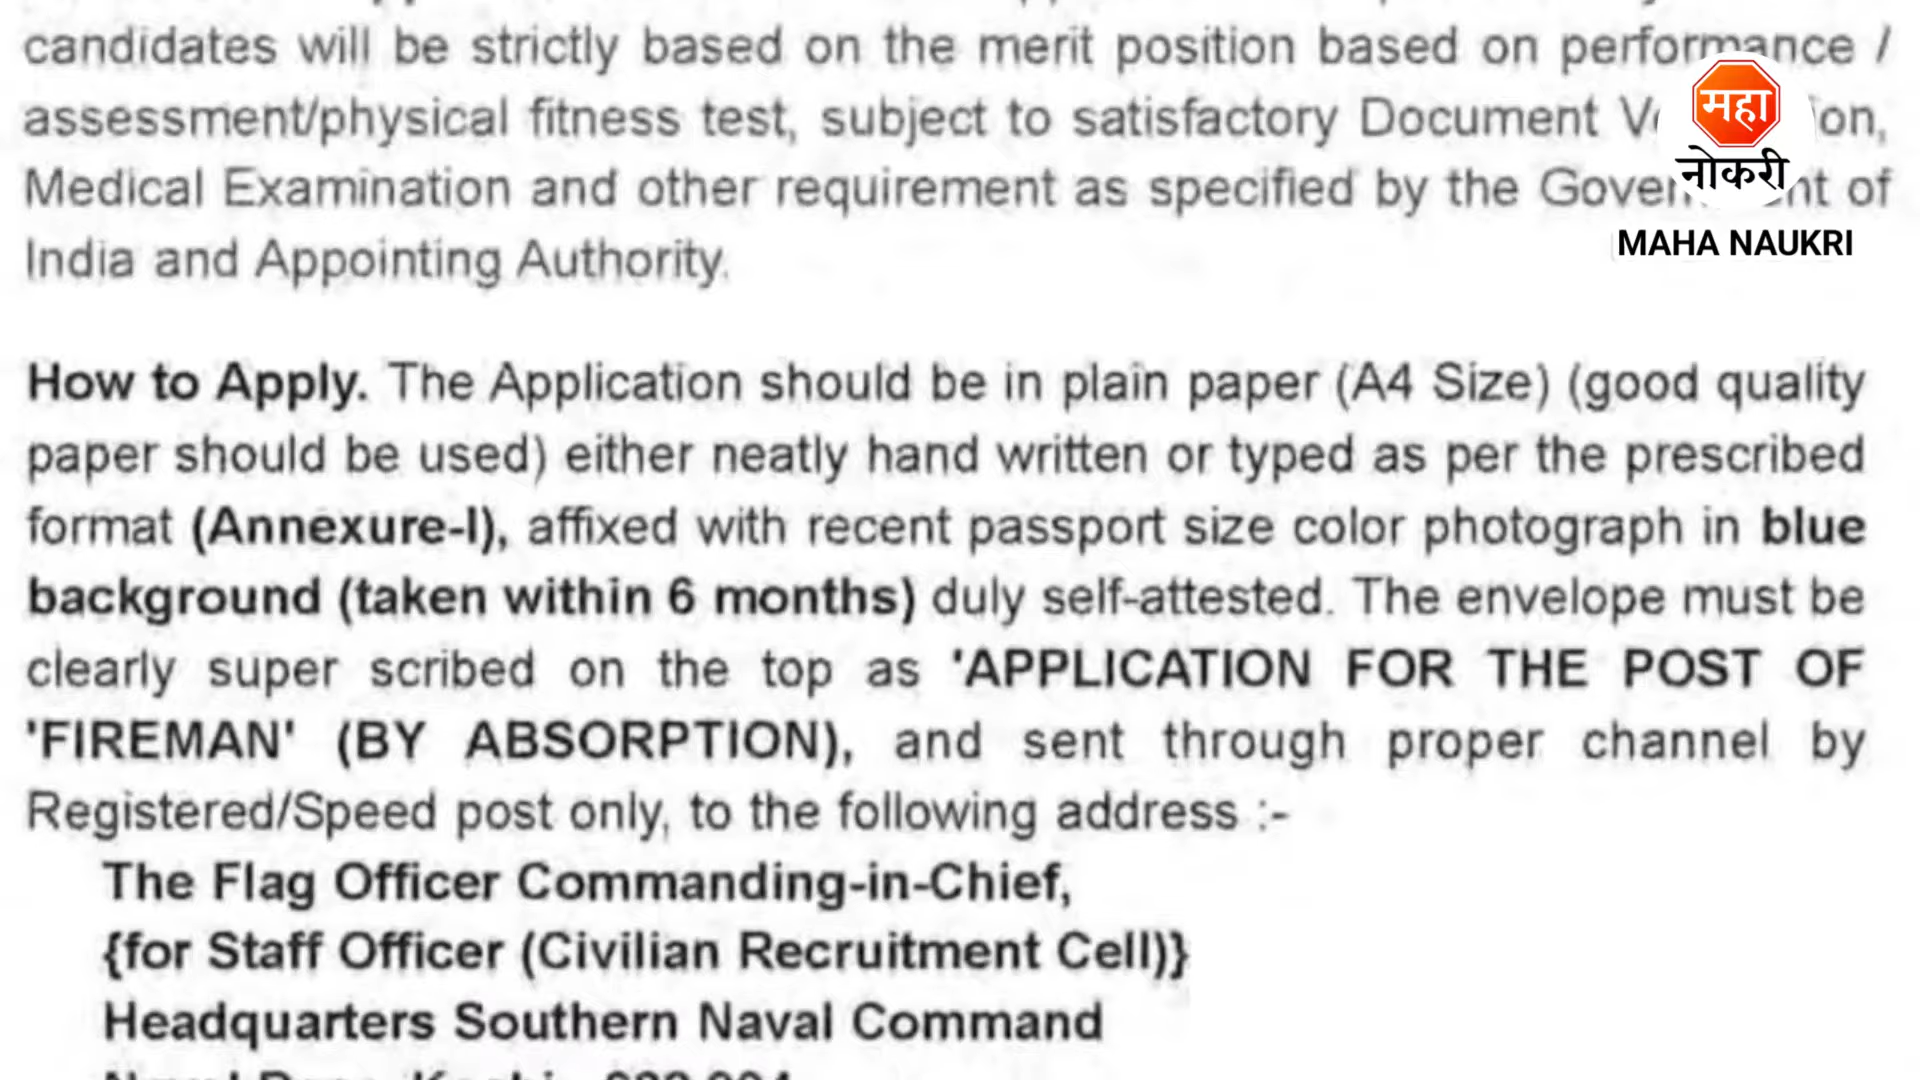 candidates will be strictly based on the merit position based on performance /
assessment/physical fitness test, subject to satisfactory Document
Medical Examination and other requirement as specified by the of
India and Appointing Authority.
महा
नोकरी
MAHA NAUKRI
How to Apply. The Application should be in plain paper (A4 Size) (good quality
paper should be used) either neatly hand written or typed as per the prescribed
format (Annexure-I), affixed with recent passport size color photograph in blue
background (taken within 6 months) duly self-attested. The envelope must be
clearly super scribed on the top as 'APPLICATION FOR THE POST OF
'FIREMAN' (BY ABSORPTION), and sent through proper channel by
Registered/Speed post only, to the following address :-
The Flag Officer Commanding-in-Chief,
{for Staff Officer (Civilian Recruitment Cell)}
Headquarters Southern Naval Command